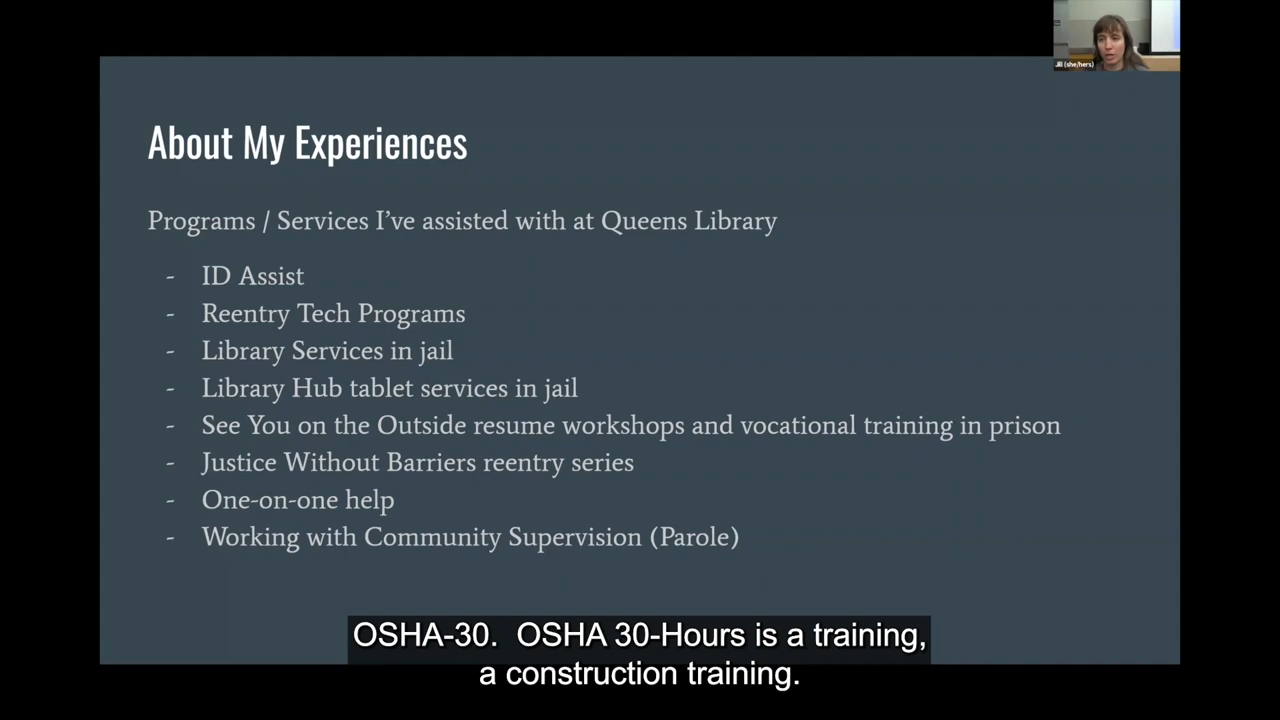 Jill (she/hers)
About My Experiences
Programs / Services I've assisted with at Queens Library
- ID Assist
- Reentry Tech Programs
- Library Services in jail
- Library Hub tablet services in jail
- See You on the Outside resume workshops and vocational training in prison
- Justice Without Barriers reentry series
- One-on-one help
- Working with Community Supervision (Parole)
OSHA-30. OSHA 30-Hours is a training,
a construction training.